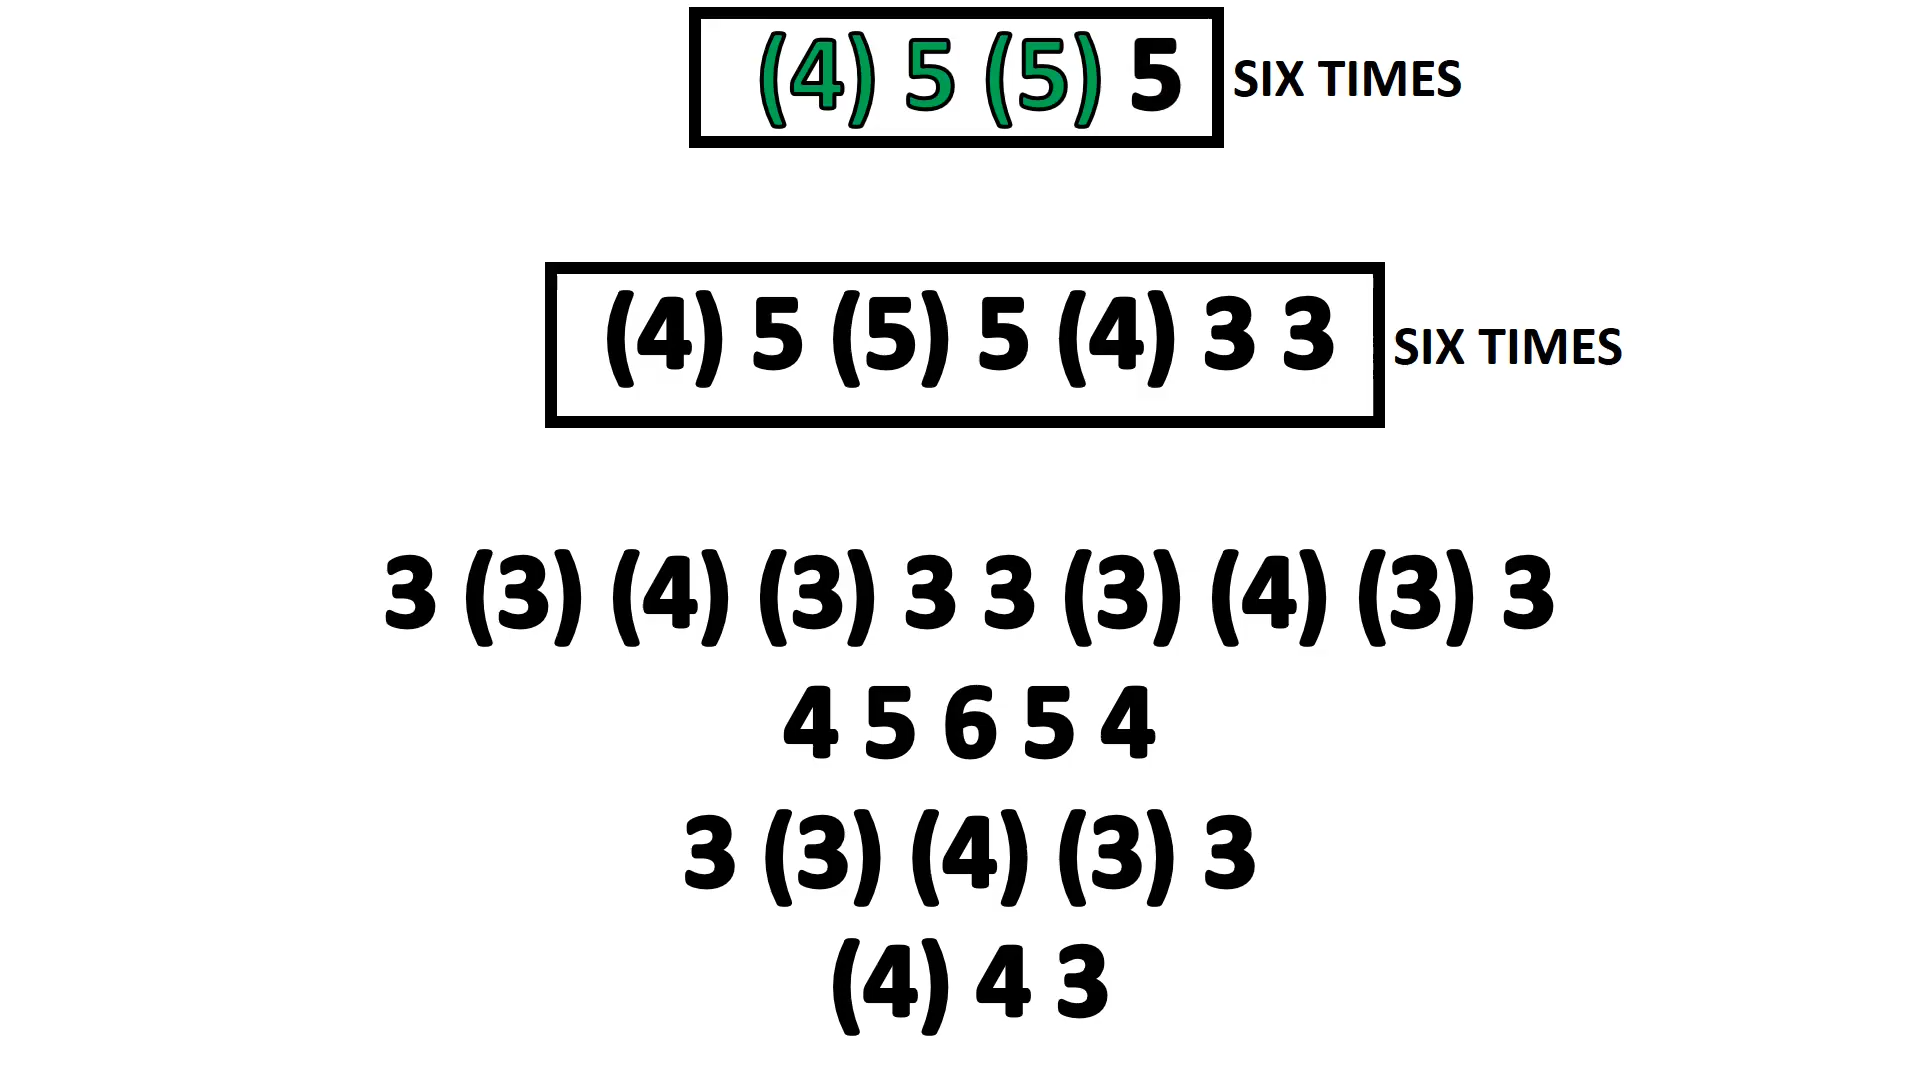 (4) 5 (5) 5 SIX TIMES
(4) 5 (5) 5 (4) 3 3 SIX TIMES
3 (3) (4) (3) 3 3 (3) (4) (3) 3
4 5 6 5 4
3 (3) (4) (3) 3
(4) 4 3